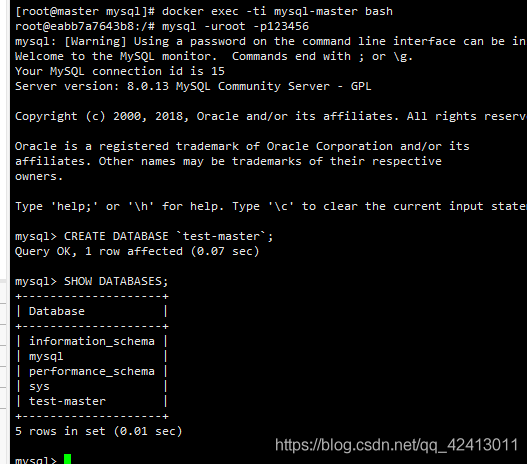 [root@master mysql]# docker exec -ti mysql-master bash
root@eabb7a7643b8:/# mysql -uroot -p123456
mysql: [Warning] Using a password on the command line interface can be in
Welcome to the MySQL monitor.  Commands end with ; or \g.
Your MySQL connection id is 15
Server version: 8.0.13 MySQL Community Server - GPL

Copyright (c) 2000, 2018, Oracle and/or its affiliates. All rights reserv

Oracle is a registered trademark of Oracle Corporation and/or its
affiliates. Other names may be trademarks of their respective
owners.

Type 'help;' or '\h' for help. Type '\c' to clear the current input state

mysql> CREATE DATABASE `test-master`;
Query OK, 1 row affected (0.07 sec)

mysql> SHOW DATABASES;
+--------------------+
| Database           |
+--------------------+
| information_schema |
| mysql              |
| performance_schema |
| sys                |
| test-master        |
+--------------------+
5 rows in set (0.01 sec)

mysql>
https://blog.csdn.net/qq_42413011